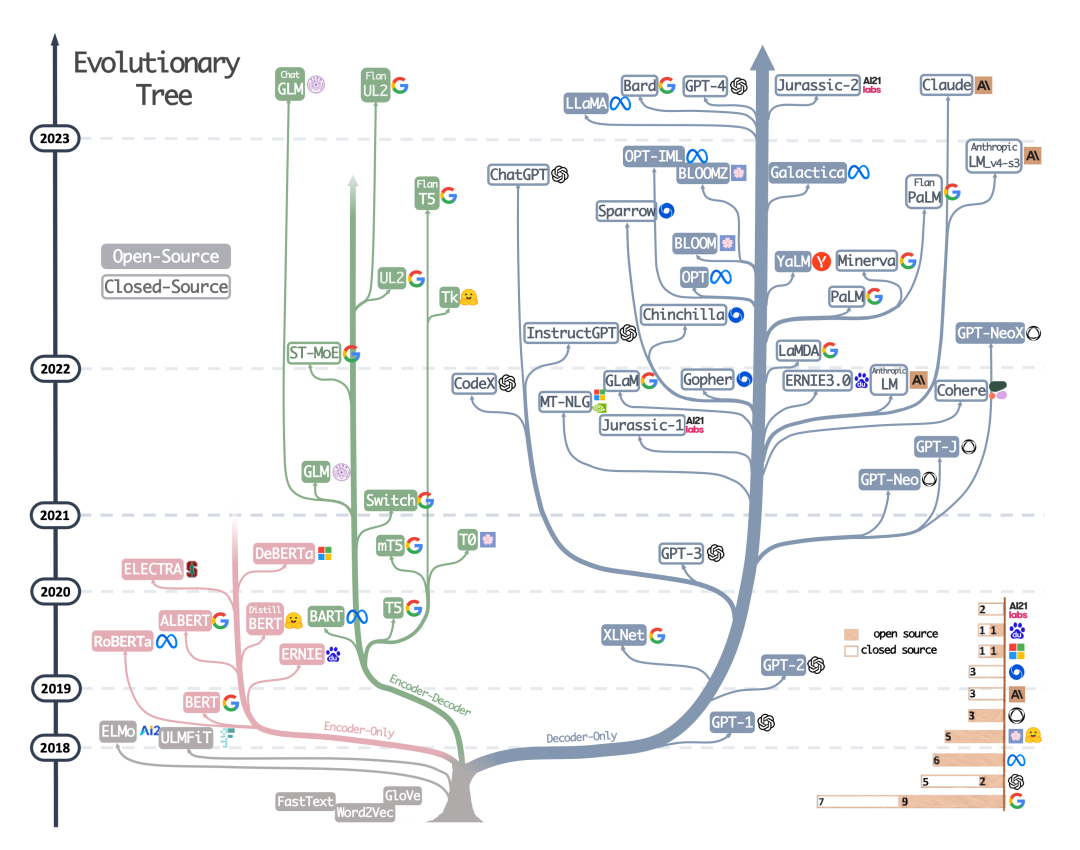 Evolutionary
Tree
2023
2022
2021
2020
2019
2018
Open-Source
Closed-Source
Chat
GLM
Flan
UL2
Flan
T5
UL2
Tk
ST-MoE
GLM
Switch
mT5
T0
DeBERTa
ELECTRA
BART
T5
ALBERT
Distill
BERT
RoBERTa
ERNIE
BERT
ELMo
Ai2
ULMFiT
Encoder-Only
Encoder-Decoder
Decoder-Only
FastText
Word2Vec
GloVe
Bard
GPT-4
Jurassic-2
AI21
labs
Claude
A\
LLaMA
Anthropic
LM_v4-s3
A\
OPT-IML
BLOOMZ
Galactica
ChatGPT
Flan
PaLM
Sparrow
BLOOM
YaLM
Y
Minerva
OPT
PaLM
Chinchilla
InstructGPT
GPT-NeoX
LaMDA
CodeX
GLaM
Gopher
ERNIE3.0
du
Anthropic
LM
A\
Cohere
MT-NLG
Jurassic-1
AI21
labs
GPT-J
GPT-Neo
GPT-3
XLNet
GPT-2
GPT-1
open source
closed source
2
AI21
labs
1 1
du
1 1
3
3
A\
3
5
6
5 2
7 9